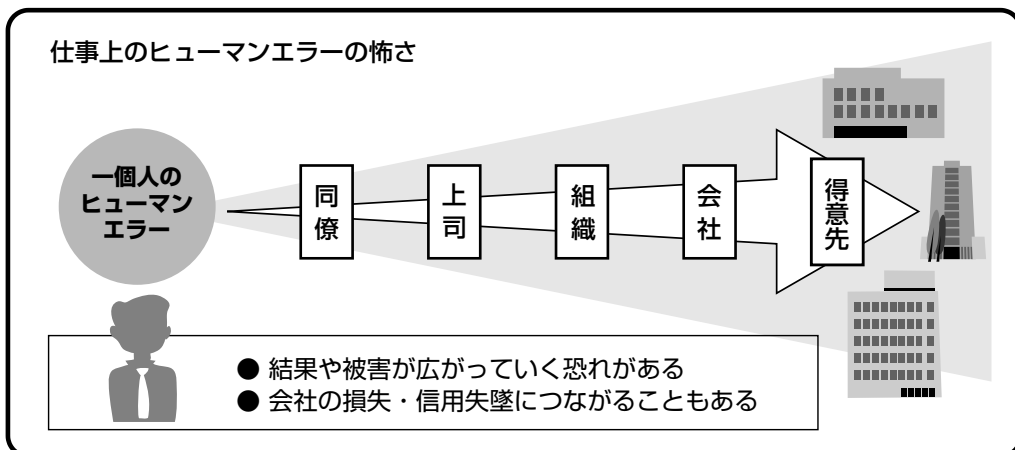 仕事上のヒューマンエラーの怖さ
一個人の
ヒューマン
エラー
同僚
上司
組織
会社
得意先
● 結果や被害が広がっていく恐れがある
● 会社の損失・信用失墜につながることもある